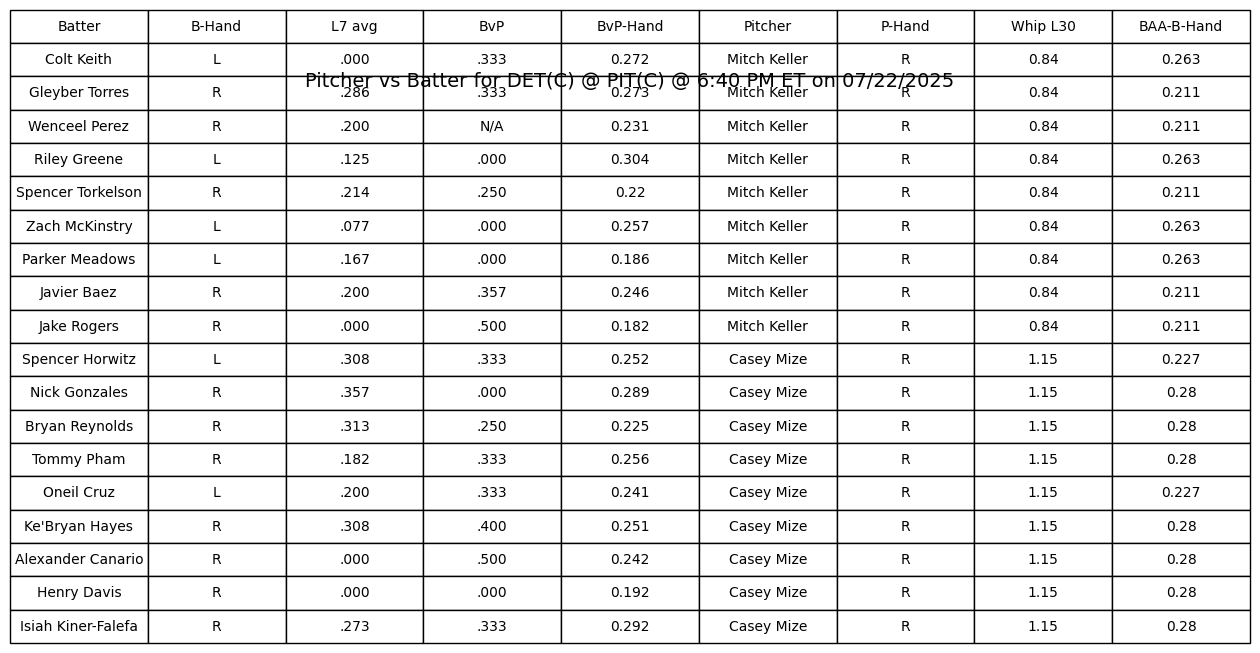 Batter B-Hand L7 avg BvP BvP-Hand Pitcher P-Hand Whip L30 BAA-B-Hand
Colt Keith L .000 .333 0.272 Mitch Keller R 0.84 0.263
Pitcher vs Batter for DET(C) @ PIT(C) @ 6:40 PM ET on 07/22/2025
Gleyber Torres R .286 .333 0.273 Mitch Keller R 0.84 0.211
Wenceel Perez R .200 N/A 0.231 Mitch Keller R 0.84 0.211
Riley Greene L .125 .000 0.304 Mitch Keller R 0.84 0.263
Spencer Torkelson R .214 .250 0.22 Mitch Keller R 0.84 0.211
Zach McKinstry L .077 .000 0.257 Mitch Keller R 0.84 0.263
Parker Meadows L .167 .000 0.186 Mitch Keller R 0.84 0.263
Javier Baez R .200 .357 0.246 Mitch Keller R 0.84 0.211
Jake Rogers R .000 .500 0.182 Mitch Keller R 0.84 0.211
Spencer Horwitz L .308 .333 0.252 Casey Mize R 1.15 0.227
Nick Gonzales R .357 .000 0.289 Casey Mize R 1.15 0.28
Bryan Reynolds R .313 .250 0.225 Casey Mize R 1.15 0.28
Tommy Pham R .182 .333 0.256 Casey Mize R 1.15 0.28
Oneil Cruz L .200 .333 0.241 Casey Mize R 1.15 0.227
Ke'Bryan Hayes R .308 .400 0.251 Casey Mize R 1.15 0.28
Alexander Canario R .000 .500 0.242 Casey Mize R 1.15 0.28
Henry Davis R .000 .000 0.192 Casey Mize R 1.15 0.28
Isiah Kiner-Falefa R .273 .333 0.292 Casey Mize R 1.15 0.28